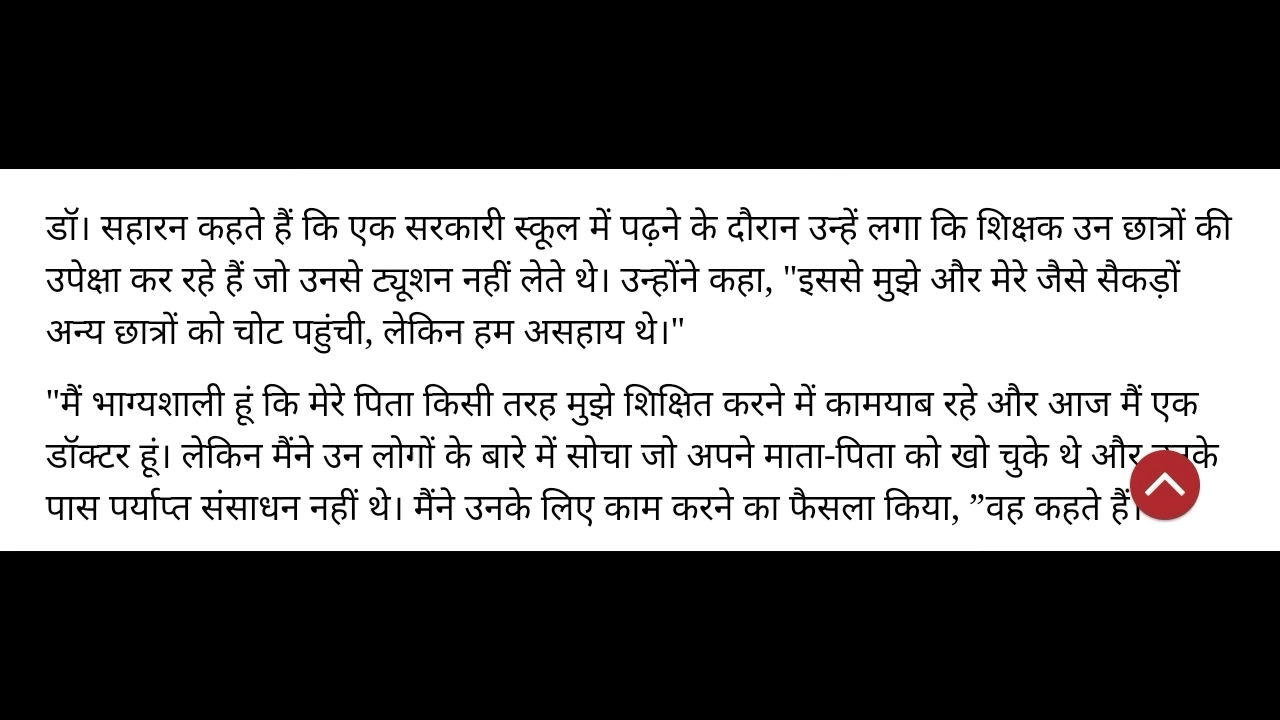 डॉ। सहारन कहते हैं कि एक सरकारी स्कूल में पढ़ने के दौरान उन्हें लगा कि शिक्षक उन छात्रों की
उपेक्षा कर रहे हैं जो उनसे ट्यूशन नहीं लेते थे। उन्होंने कहा, "इससे मुझे और मेरे जैसे सैकड़ों
अन्य छात्रों को चोट पहुंची, लेकिन हम असहाय थे।"
"मैं भाग्यशाली हूं कि मेरे पिता किसी तरह मुझे शिक्षित करने में कामयाब रहे और आज मैं एक
डॉक्टर हूं। लेकिन मैंने उन लोगों के बारे में सोचा जो अपने माता-पिता को खो चुके थे और
पास पर्याप्त संसाधन नहीं थे। मैंने उनके लिए काम करने का फैसला किया, ”वह कहते हैं।